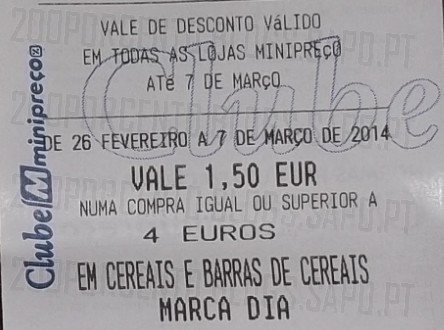 VALE DE DESCONTO VáLIDO
EM TODAS AS LOJAS MINIPREçO
ATé 7 DE MARÇO
Clube
DE 26 FEVEREIRO A 7 DE MARÇO DE 2014
VALE 1,50 EUR
NUMA COMPRA IGUAL OU SUPERIOR A
4 EUROS
EM CEREAIS E BARRAS DE CEREAIS
MARCA DIA
Clube M minipreço